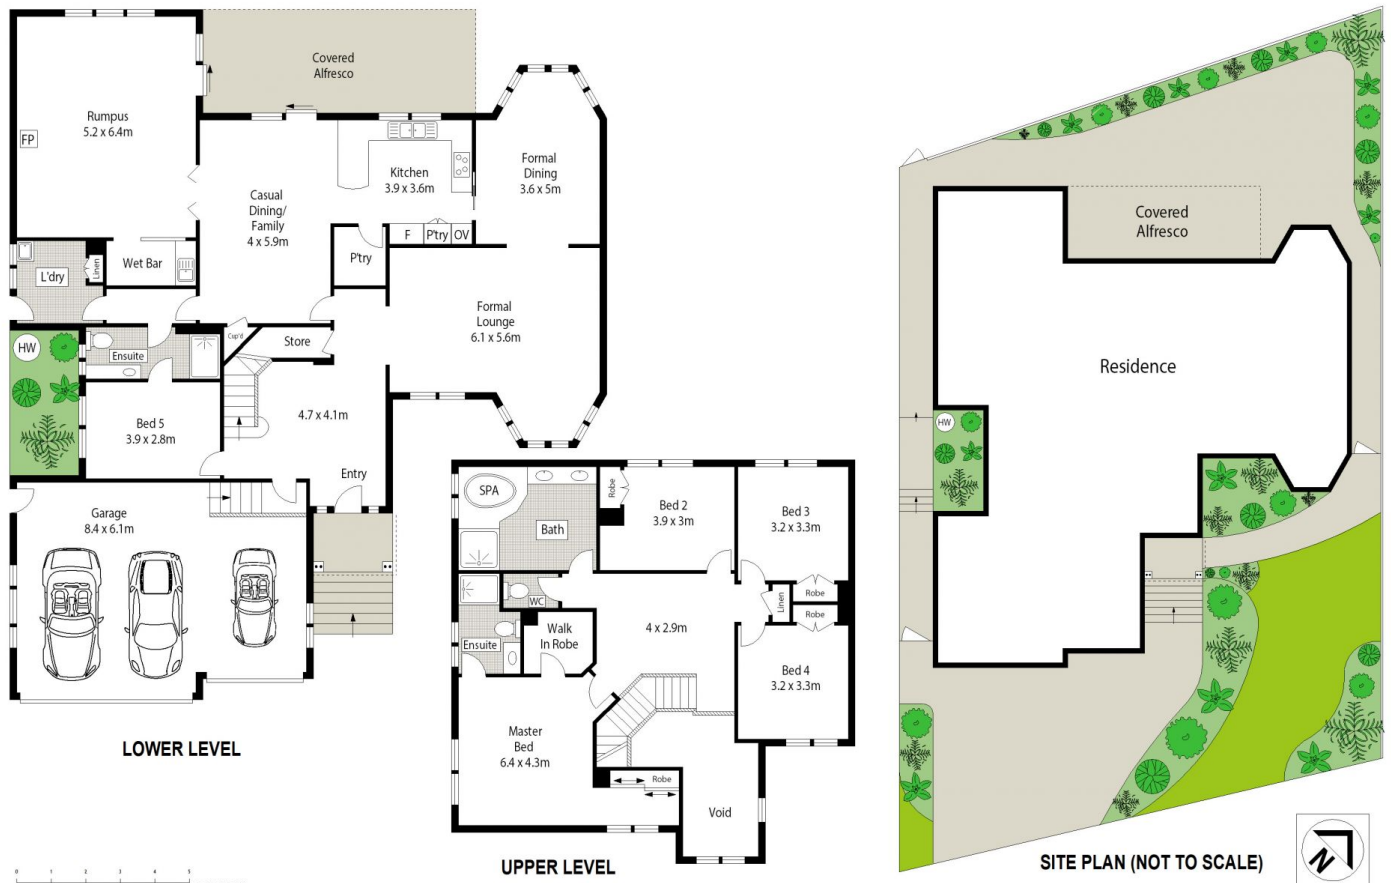 Covered
Alfresco
Rumpus
5.2 x 6.4m
FP
Kitchen
3.9 x 3.6m
Formal
Dining
3.6 x 5m
Casual
Dining/
Family
4 x 5.9m
F
P'try
OV
P'try
Wet Bar
Linen
L'dry
Formal
Lounge
6.1 x 5.6m
Cup'd
Store
HW
Ensuite
Bed 5
3.9 x 2.8m
4.7 x 4.1m
Entry
Garage
8.4 x 6.1m
LOWER LEVEL
0 1 2 3 4 5
SPA
Bath
Robe
Bed 2
3.9 x 3m
Bed 3
3.2 x 3.3m
Robe
Robe
Linen
WC
Ensuite
Walk
In Robe
4 x 2.9m
Bed 4
3.2 x 3.3m
Master
Bed
6.4 x 4.3m
Robe
Void
UPPER LEVEL
Covered
Alfresco
Residence
HW
SITE PLAN (NOT TO SCALE)
N